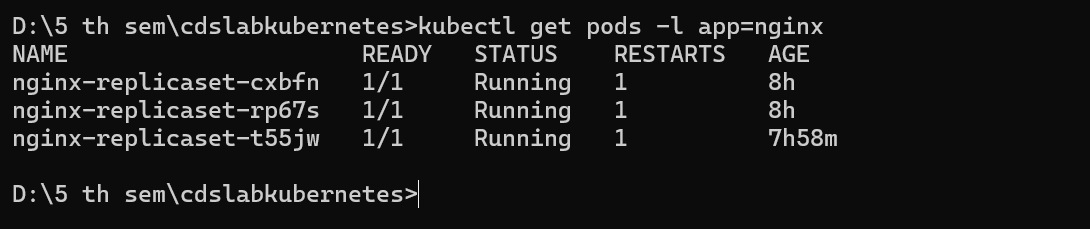 D:\5 th sem\cdslabkubernetes>kubectl get pods -l app=nginx
NAME                     READY   STATUS    RESTARTS   AGE
nginx-replicaset-cxbfn   1/1     Running   1          8h
nginx-replicaset-rp67s   1/1     Running   1          8h
nginx-replicaset-t55jw   1/1     Running   1          7h58m
D:\5 th sem\cdslabkubernetes>